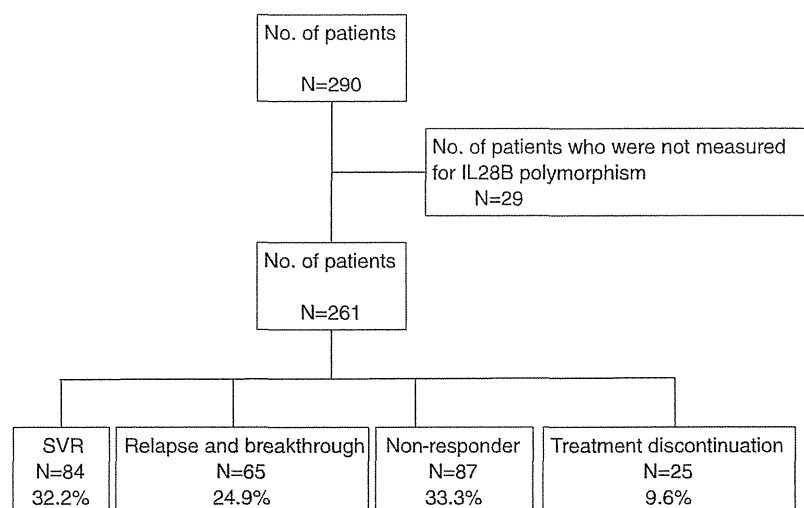 No. of patients
N=290
No. of patients who were not measured
for IL28B polymorphism
N=29
No. of patients
N=261
SVR
N=84
32.2%
Relapse and breakthrough
N=65
24.9%
Non-responder
N=87
33.3%
Treatment discontinuation
N=25
9.6%